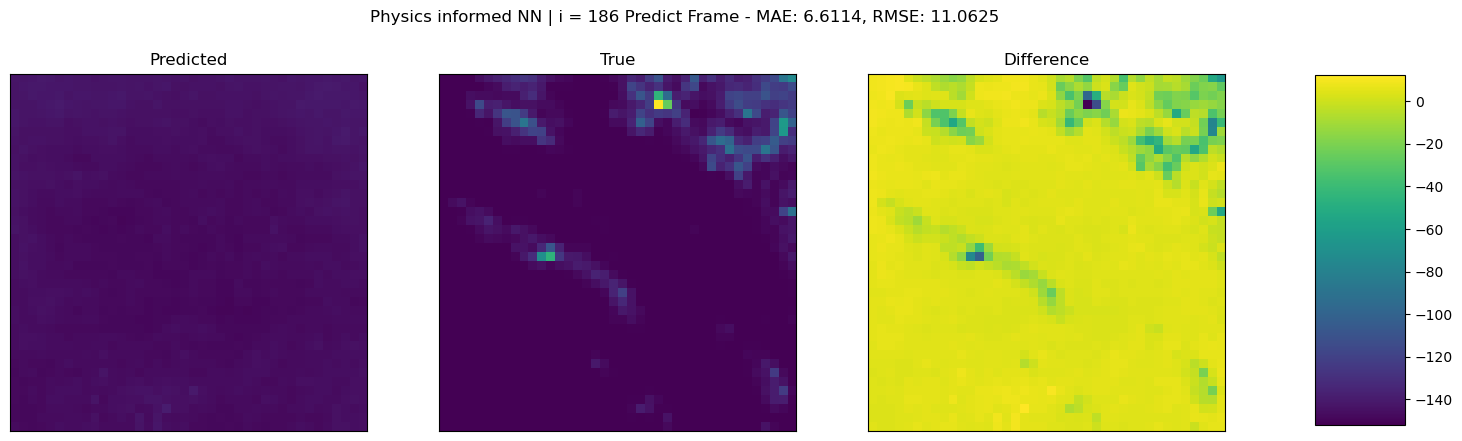 Physics informed NN | i = 186 Predict Frame - MAE: 6.6114, RMSE: 11.0625
Predicted
True
Difference
0
−20
−40
−60
−80
−100
−120
−140